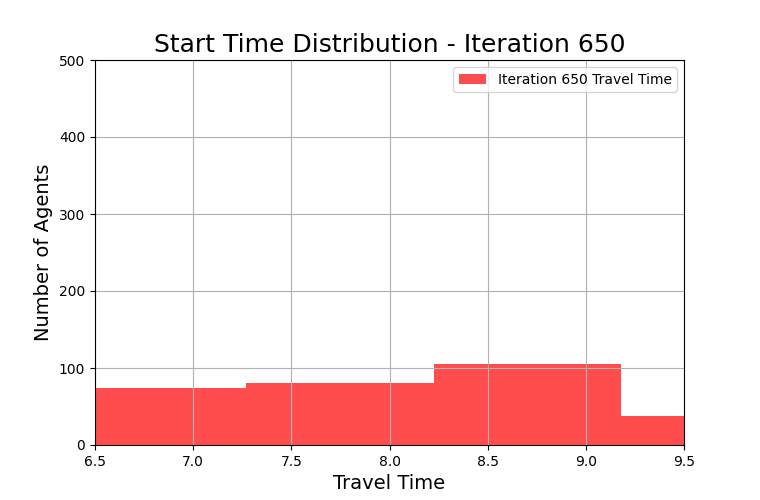 Start Time Distribution - Iteration 650
Iteration 650 Travel Time
Number of Agents
500
400
300
200
100
0
6.5 7.0 7.5 8.0 8.5 9.0 9.5
Travel Time